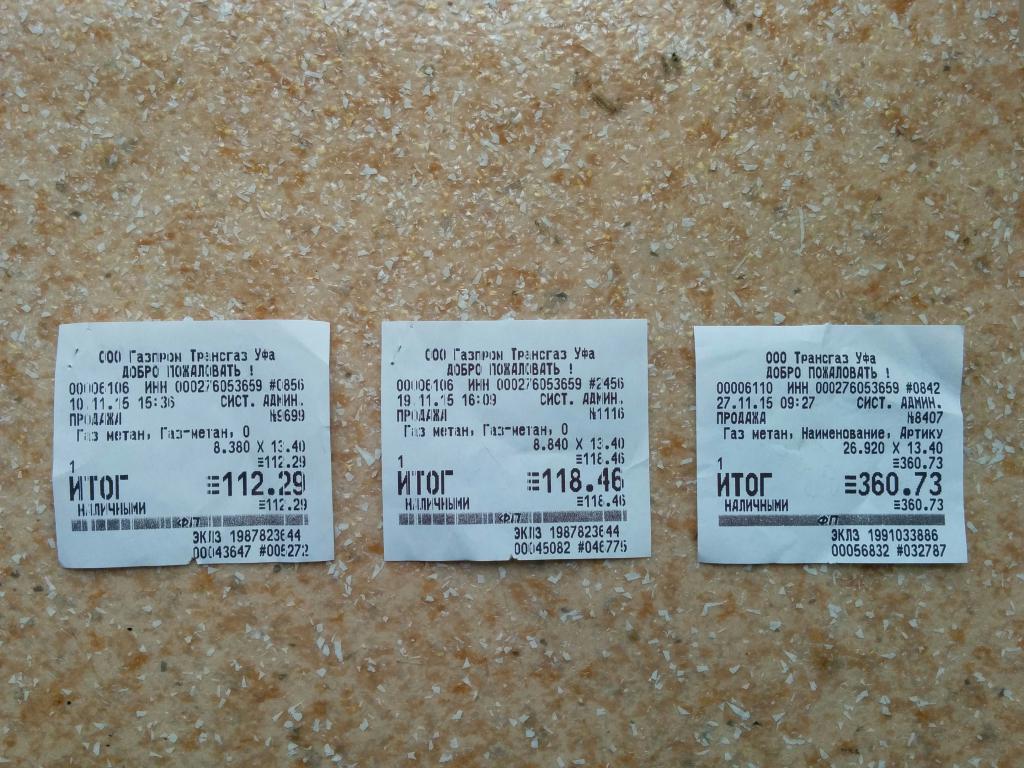 ООО Газпром Трансгаз Уфа
ДОБРО ПОЖАЛОВАТЬ !
00006106 ИНН 000276053659 #0856
10.11.15 15:36 СИСТ. АДМИН.
ПРОДАЖА №9699
Газ метан, Газ-метан, 0
8.380 X 13.40
1 ≡112.29
ИТОГ ≡112.29
НАЛИЧНЫМИ ≡112.29
ФП
ЭКЛЗ 1987823644
00043647 #005272
ООО Газпром Трансгаз Уфа
ДОБРО ПОЖАЛОВАТЬ !
00006106 ИНН 000276053659 #2456
19.11.15 16:09 СИСТ. АДМИН.
ПРОДАЖА №1116
Газ метан, Газ-метан, 0
8.840 X 13.40
1 ≡118.46
ИТОГ ≡118.46
НАЛИЧНЫМИ ≡118.46
ФП
ЭКЛЗ 1987823644
00045082 #046775
ООО Трансгаз Уфа
ДОБРО ПОЖАЛОВАТЬ !
00006110 ИНН 000276053659 #0842
27.11.15 09:27 СИСТ. АДМИН.
ПРОДАЖА №8407
Газ метан, Наименование, Артику
26.920 X 13.40
1 ≡360.73
ИТОГ ≡360.73
НАЛИЧНЫМИ ≡360.73
ФП
ЭКЛЗ 1991033886
00056832 #032787